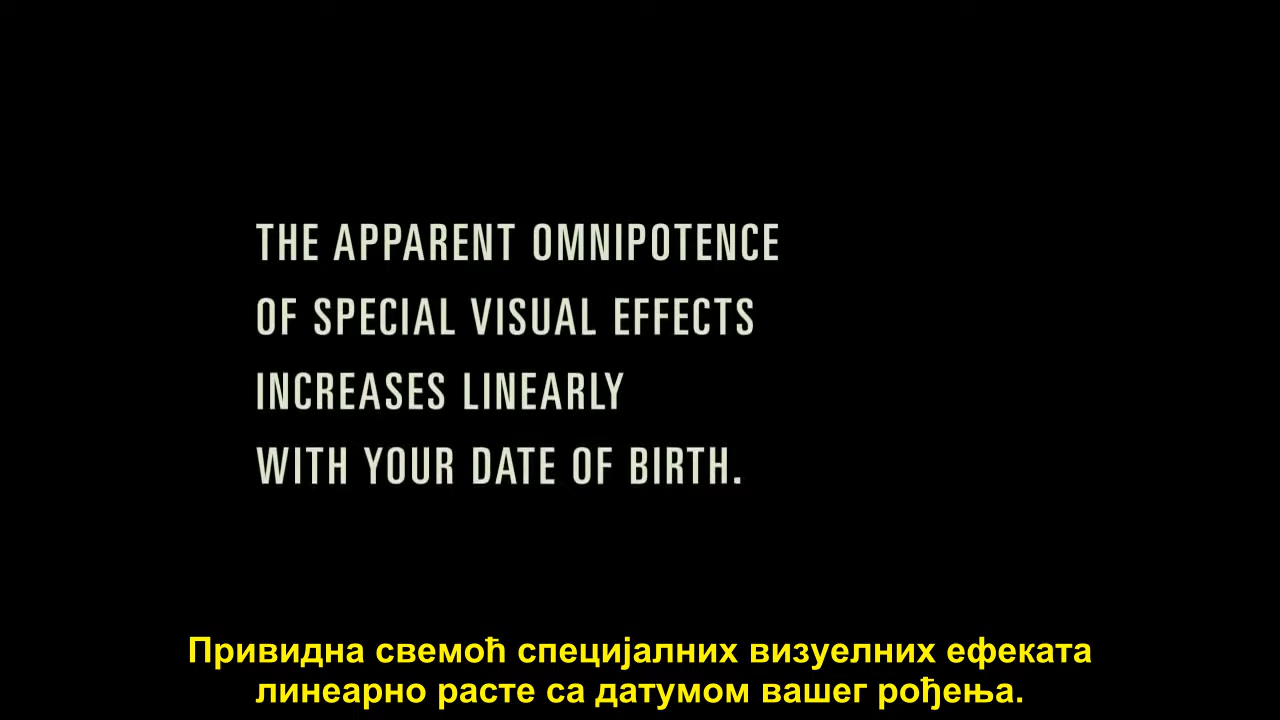 THE APPARENT OMNIPOTENCE
OF SPECIAL VISUAL EFFECTS
INCREASES LINEARLY
WITH YOUR DATE OF BIRTH.
Привидна свемоћ специјалних визуелних ефеката
линеарно расте са датумом вашег рођења.